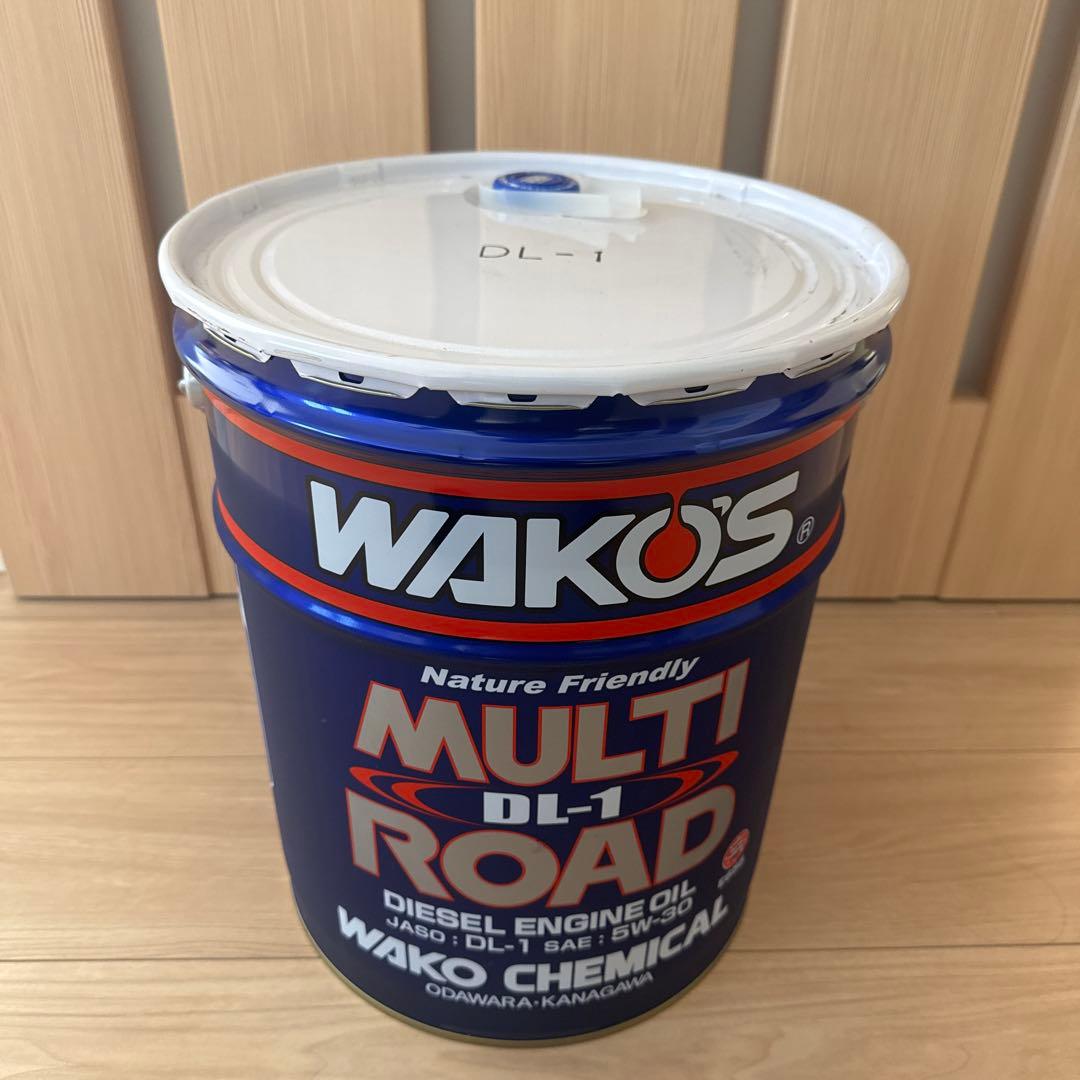 DL-1
WAKO'S®
Nature Friendly
MULTI
DL-1
ROAD
DIESEL ENGINE OIL
JASO : DL-1 SAE : 5W-30
WAKO CHEMICAL
ODAWARA·KANAGAWA